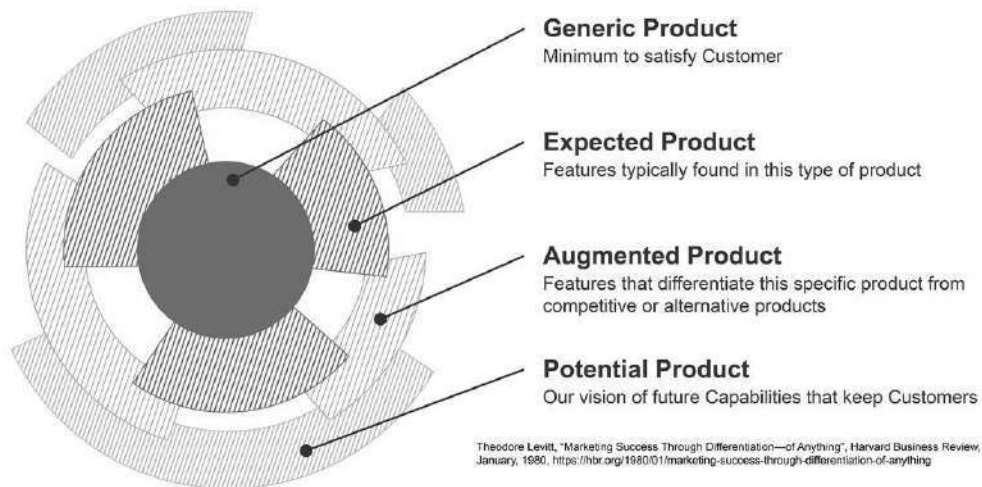 Generic Product
Minimum to satisfy Customer
Expected Product
Features typically found in this type of product
Augmented Product
Features that differentiate this specific product from
competitive or alternative products
Potential Product
Our vision of future Capabilities that keep Customers
Theodore Levitt, "Marketing Success Through Differentiation—of Anything", Harvard Business Review,
January, 1980, https://hbr.org/1980/01/marketing-success-through-differentiation-of-anything